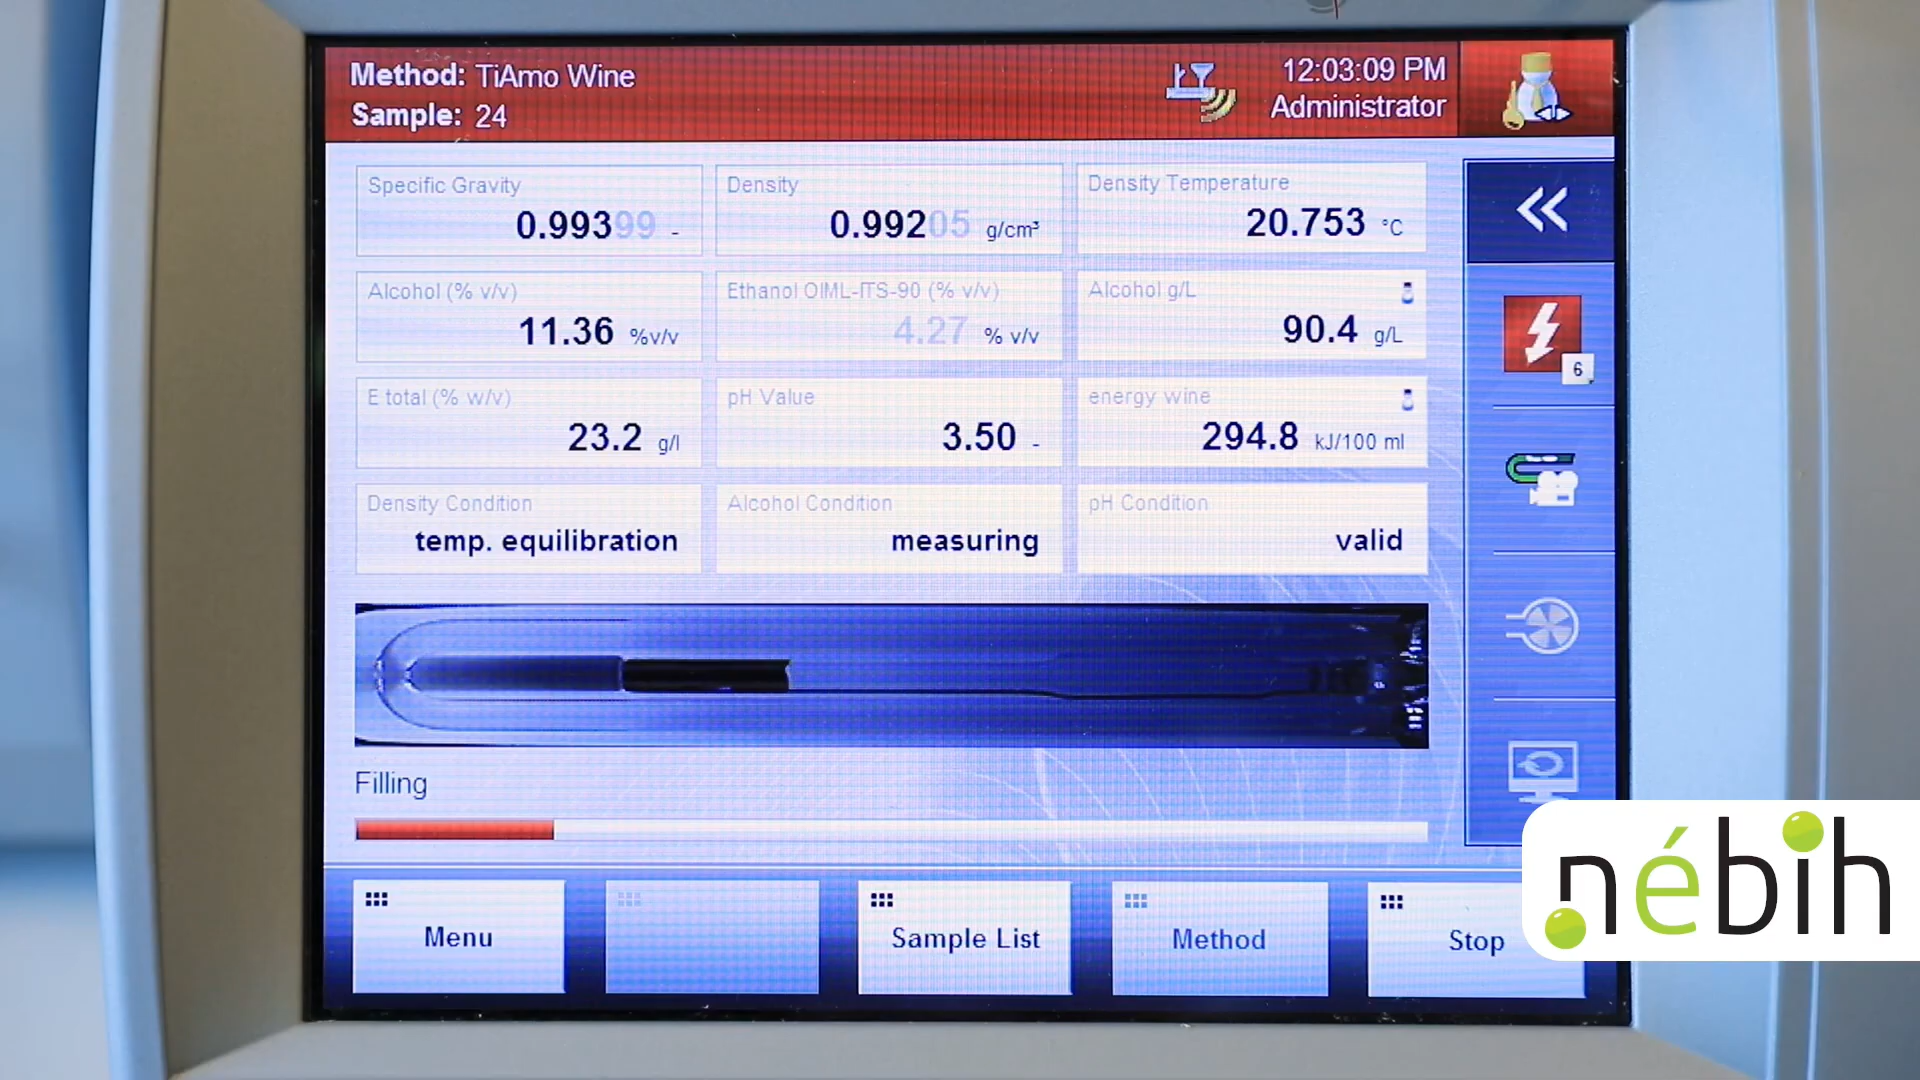 Method: TiAmo Wine
Sample: 24
12:03:09 PM
Administrator
Specific Gravity
0.99399 -
Density
0.99205 g/cm³
Density Temperature
20.753 °C
Alcohol (% v/v)
11.36 %v/v
Ethanol OIML-ITS-90 (% v/v)
4.27 % v/v
Alcohol g/L
90.4 g/L
6
E total (% w/v)
23.2 g/l
pH Value
3.50 -
energy wine
294.8 kJ/100 ml
Density Condition
temp. equilibration
Alcohol Condition
measuring
pH Condition
valid
Filling
Menu
Sample List
Method
Stop
nébih